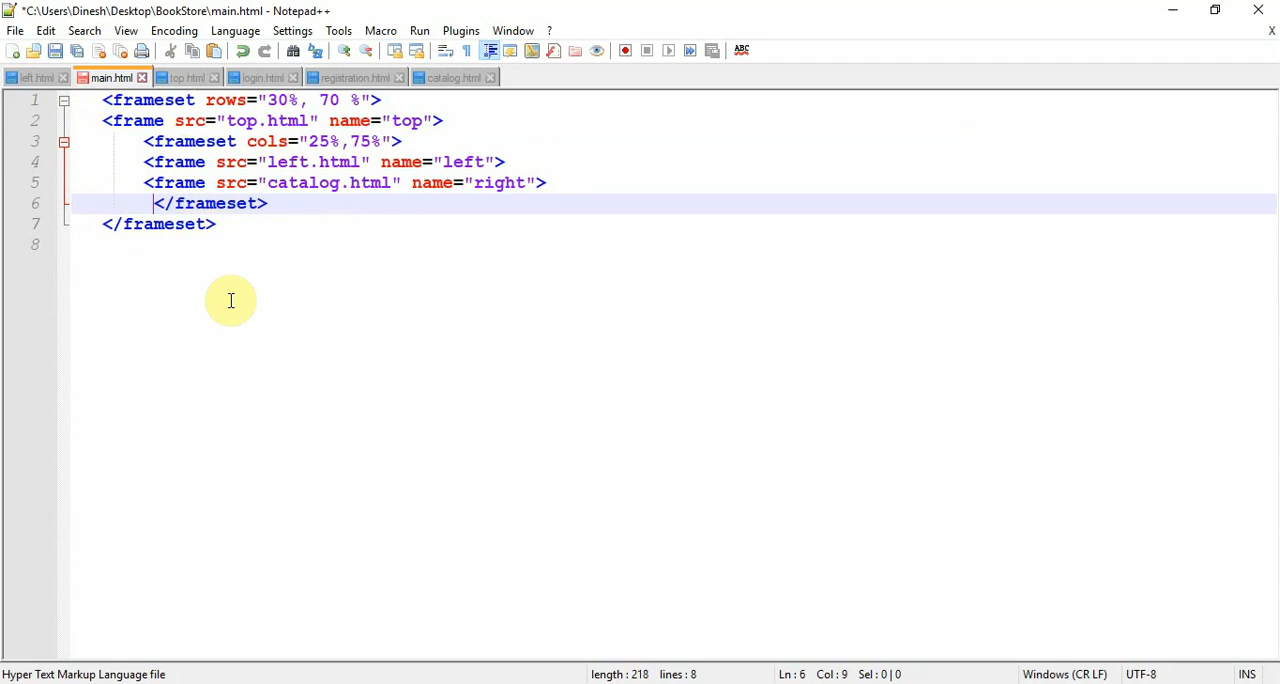 *C:\Users\Dinesh\Desktop\BookStore\main.html - Notepad++
File Edit Search View Encoding Language Settings Tools Macro Run Plugins Window ? X
ABC
left.html main.html top.html login.html registration.html catalog.html
1 <frameset rows="30%, 70 %">
2 <frame src="top.html" name="top">
3 <frameset cols="25%,75%">
4 <frame src="left.html" name="left">
5 <frame src="catalog.html" name="right">
6 </frameset>
7 </frameset>
8
Hyper Text Markup Language file length : 218 lines : 8 Ln : 6 Col : 9 Sel : 0 | 0 Windows (CR LF) UTF-8 INS